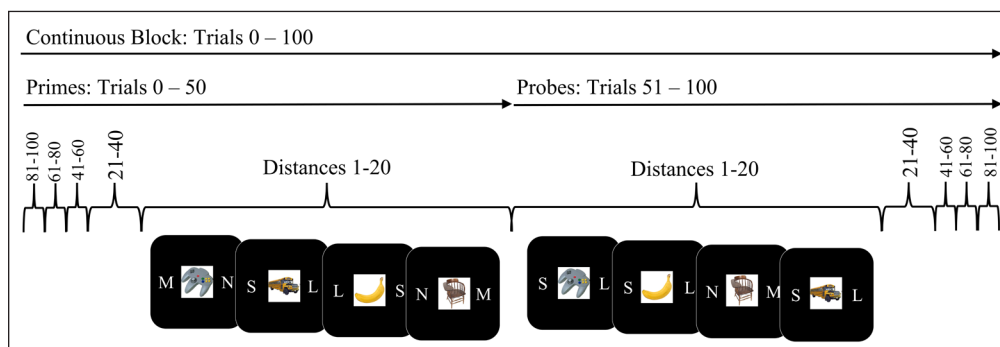 Continuous Block: Trials 0 – 100
Primes: Trials 0 – 50
Probes: Trials 51 – 100
81-100
61-80
41-60
21-40
Distances 1-20
Distances 1-20
21-40
41-60
61-80
81-100
M N
S L
L S
N M
S L
S L
N M
S L